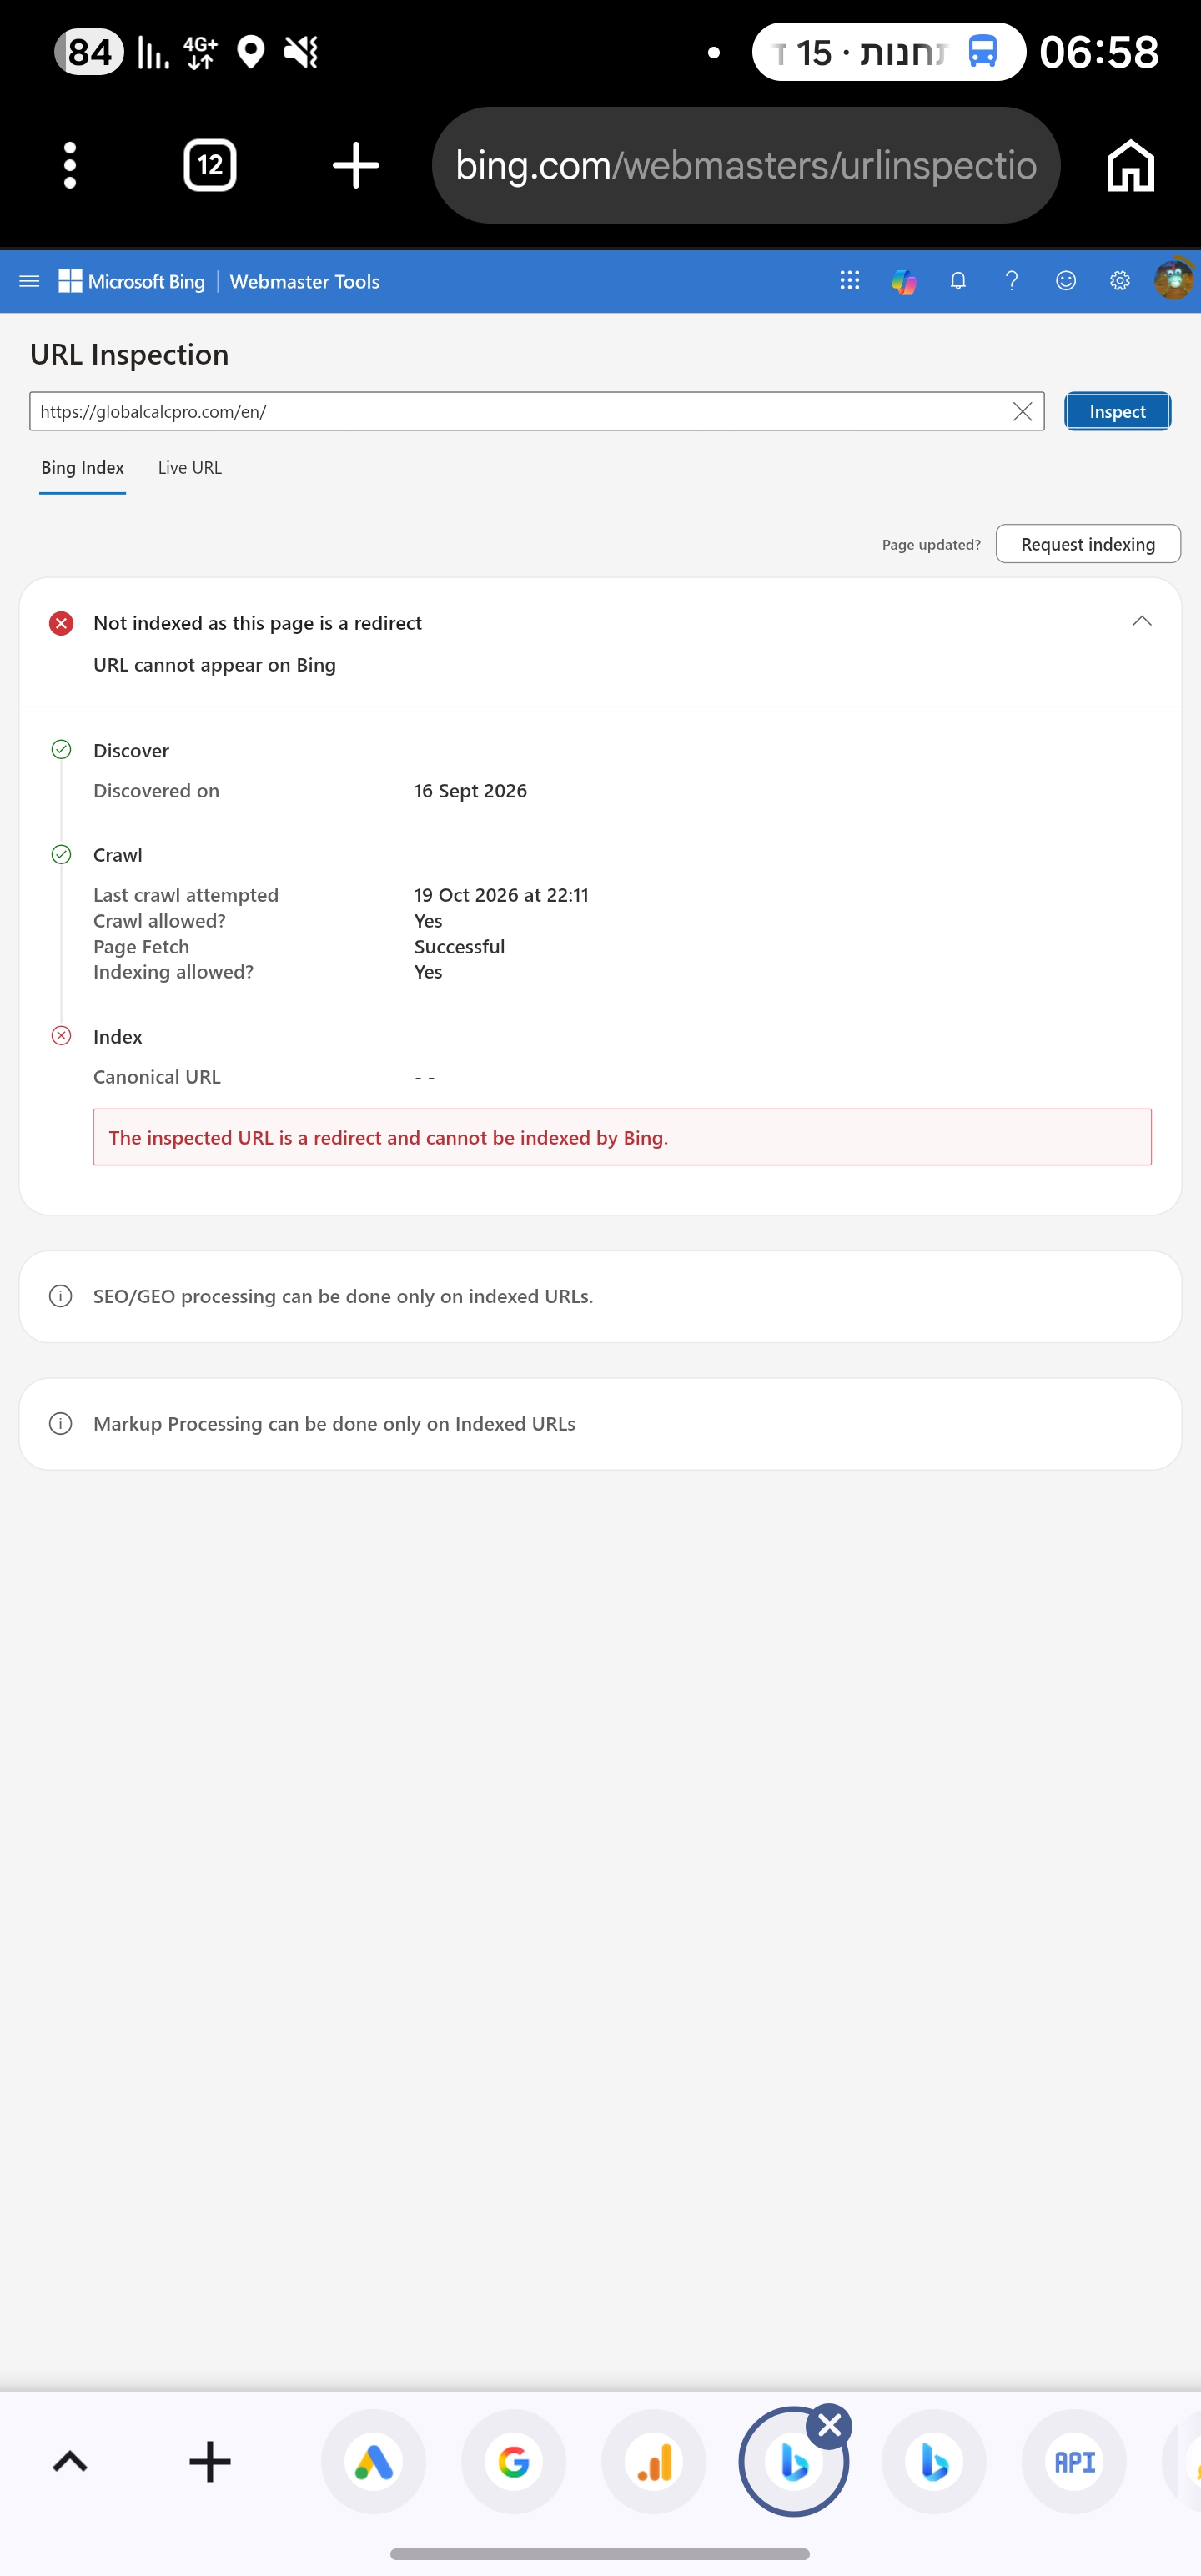 84
4G+
תחנות · 15
06:58
12
bing.com/webmasters/urlinspectio
Microsoft Bing
Webmaster Tools
URL Inspection
https://globalcalcpro.com/en/
Inspect
Bing Index
Live URL
Page updated?
Request indexing
Not indexed as this page is a redirect
URL cannot appear on Bing
Discover
Discovered on 16 Sept 2026
Crawl
Last crawl attempted 19 Oct 2026 at 22:11
Crawl allowed? Yes
Page Fetch Successful
Indexing allowed? Yes
Index
Canonical URL - -
The inspected URL is a redirect and cannot be indexed by Bing.
SEO/GEO processing can be done only on indexed URLs.
Markup Processing can be done only on Indexed URLs
API